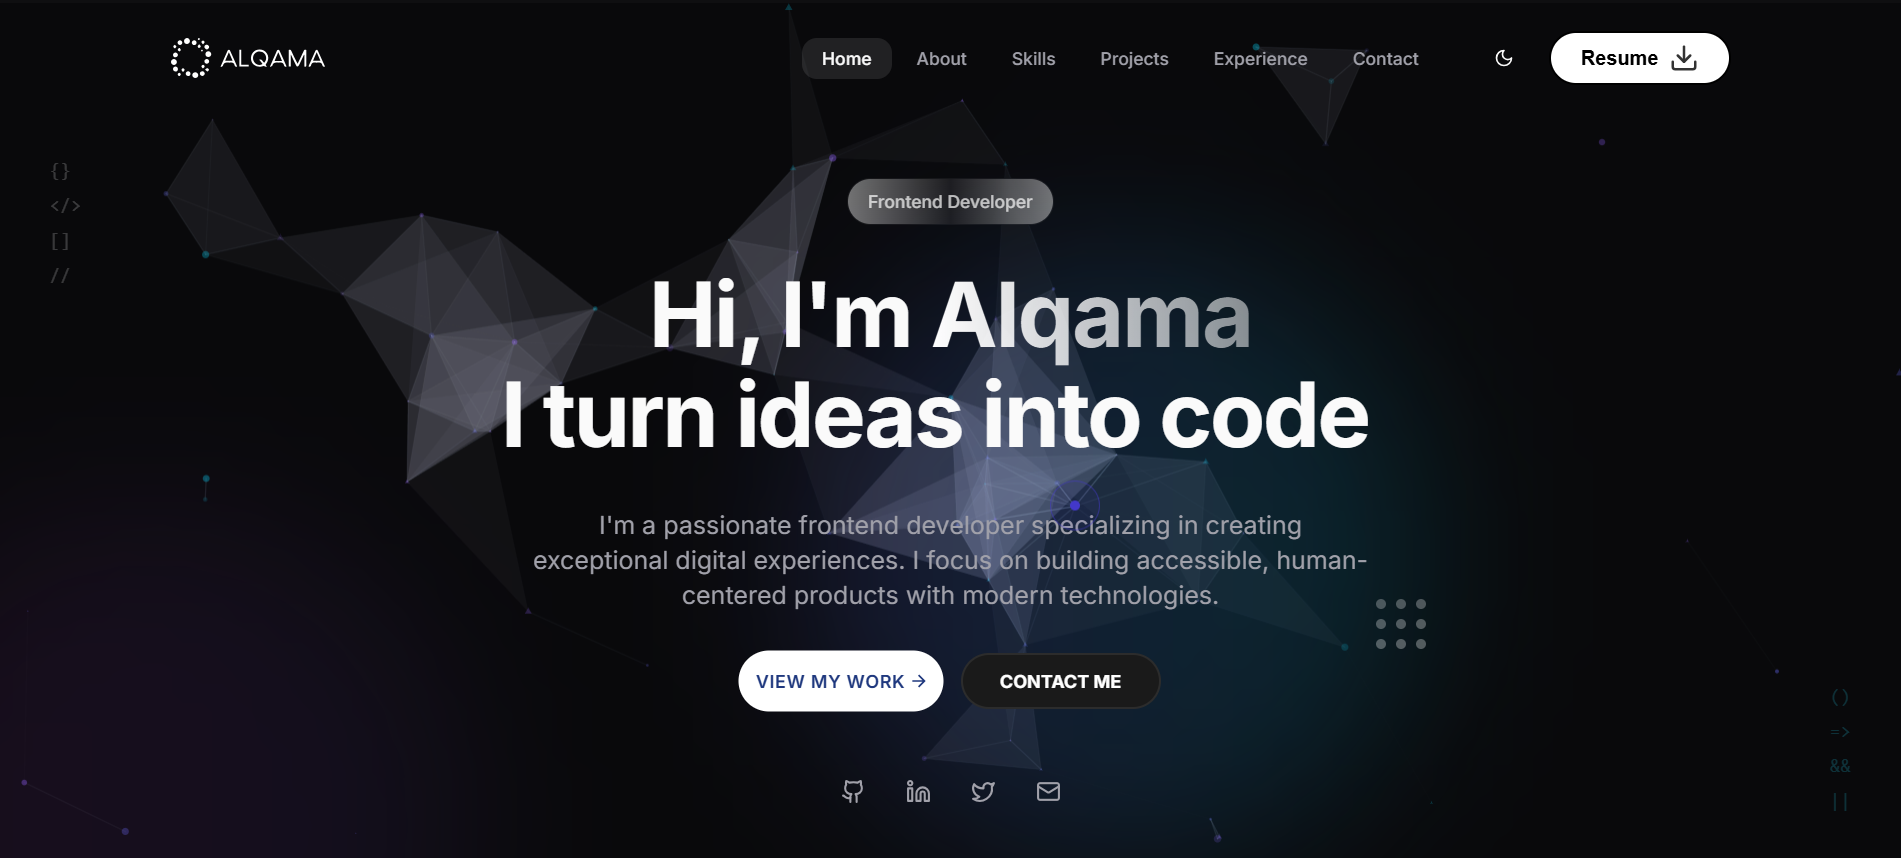 ALQAMA
Home About Skills Projects Experience Contact Resume
{}
</>
[]
//
Frontend Developer
Hi, I'm Alqama
I turn ideas into code
I'm a passionate frontend developer specializing in creating
exceptional digital experiences. I focus on building accessible, human-
centered products with modern technologies.
VIEW MY WORK → CONTACT ME
()
=>
&&
||